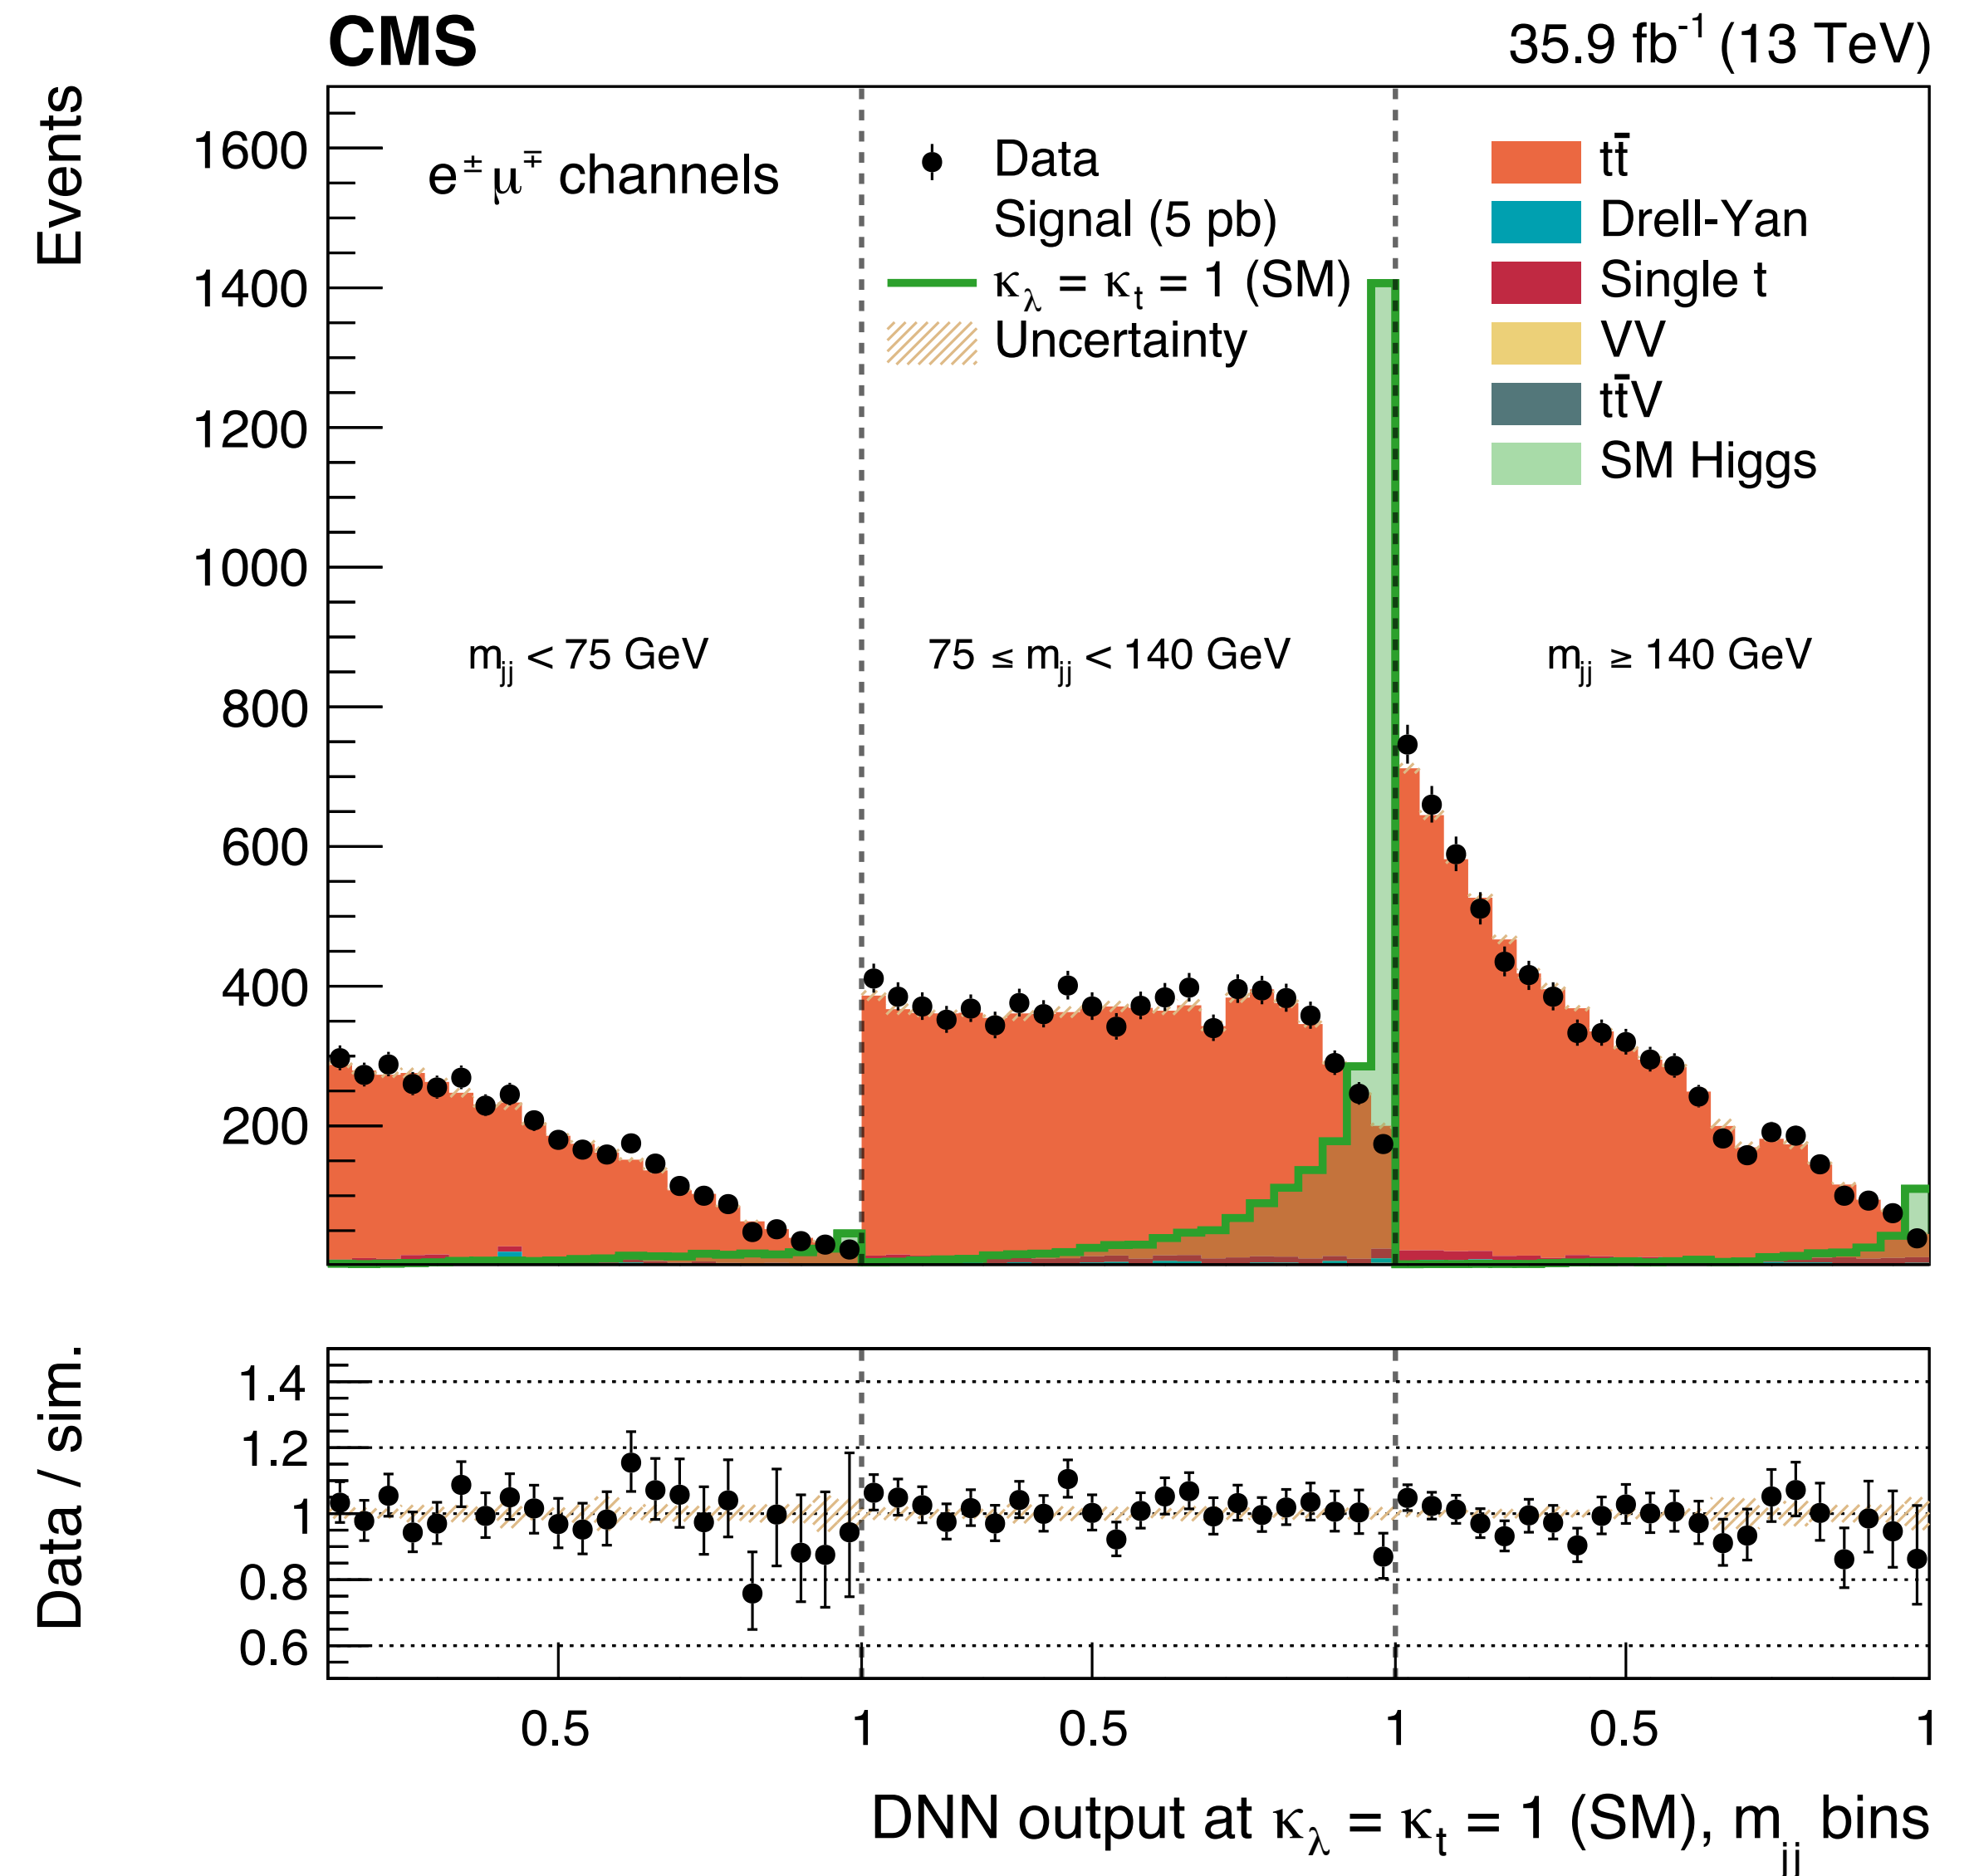 CMS 35.9 fb⁻¹ (13 TeV)
Events
1600
1400
1200
1000
800
600
400
200
e± μ∓ channels
Data
Signal (5 pb)
κλ = κt = 1 (SM)
Uncertainty
tt̄
Drell-Yan
Single t
VV
tt̄V
SM Higgs
mjj < 75 GeV
75 ≤ mjj < 140 GeV
mjj ≥ 140 GeV
Data / sim.
1.4
1.2
1
0.8
0.6
0.5 1 0.5 1 0.5 1
DNN output at κλ = κt = 1 (SM), mjj bins